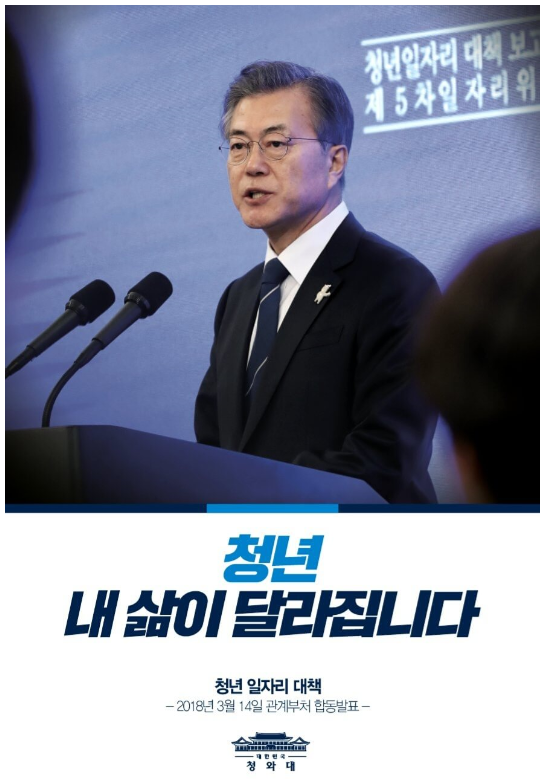 청년일자리 대책 보고
제 5 차일 자 리 위
청년
내 삶이 달라집니다
청년 일자리 대책
– 2018년 3월 14일 관계부처 합동발표 –
대한민국
청와대